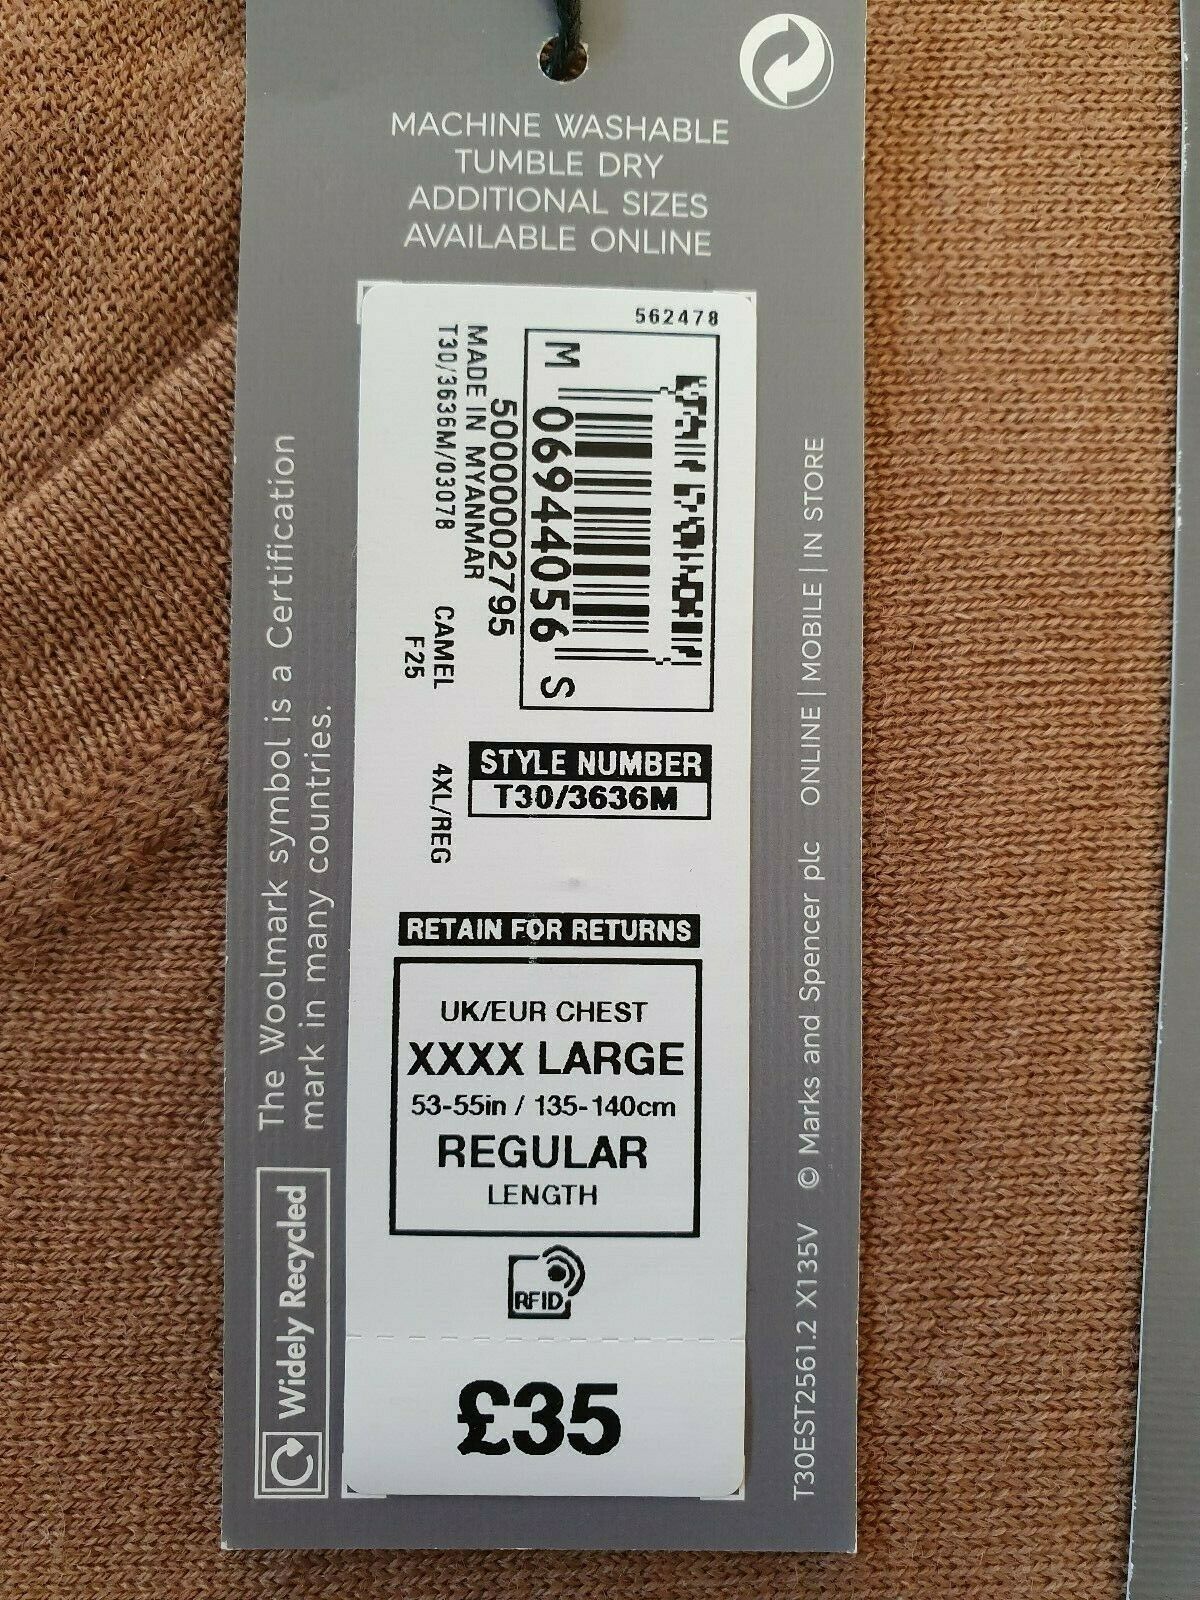 MACHINE WASHABLE
TUMBLE DRY
ADDITIONAL SIZES
AVAILABLE ONLINE
562478
M 06944056 S
5000002795
MADE IN MYANMAR
T30/3636M/03078 CAMEL 4XL/REG
F25
STYLE NUMBER
T30/3636M
RETAIN FOR RETURNS
UK/EUR CHEST
XXXX LARGE
53-55in / 135-140cm
REGULAR
LENGTH
RFID
£35
The Woolmark symbol is a Certification
mark in many countries.
Widely Recycled
T30EST2561.2 X135V © Marks and Spencer plc ONLINE | MOBILE | IN STORE